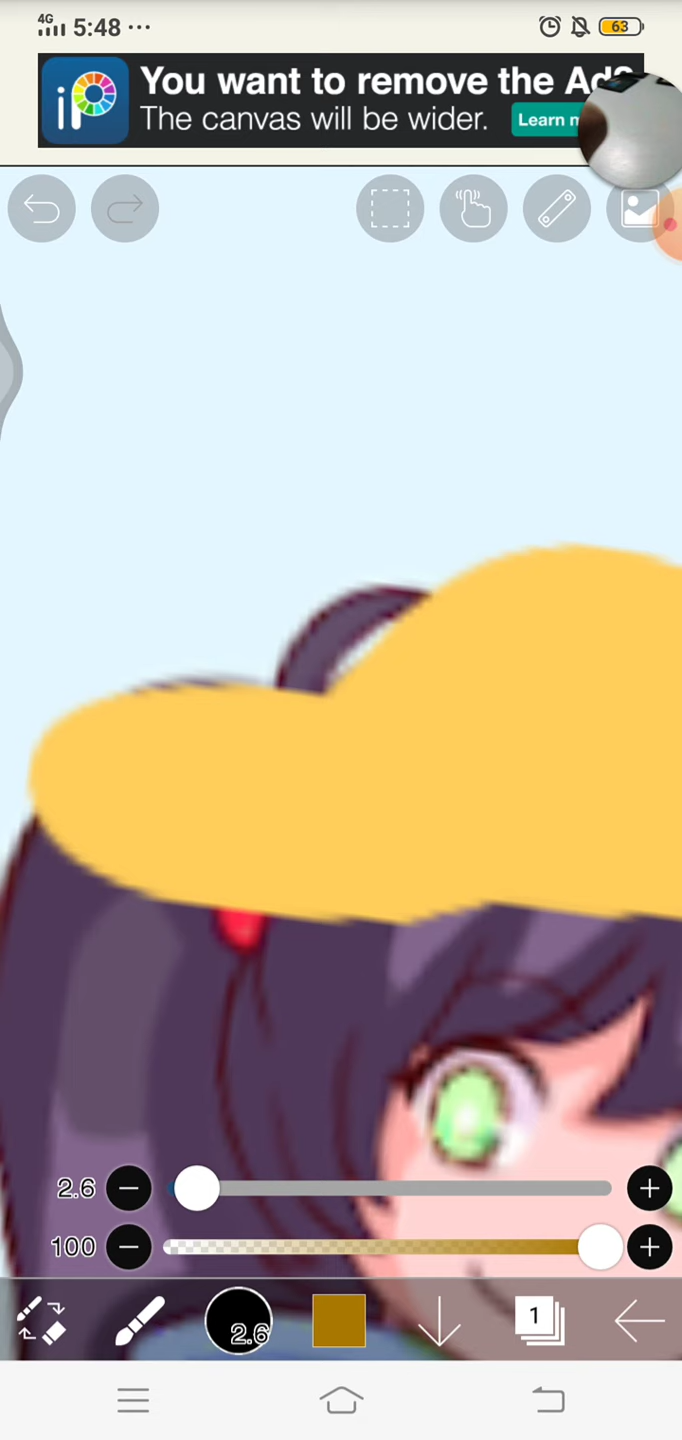 4G 5:48 ... 63
iP You want to remove the Ad?
The canvas will be wider. Learn
2.6
100
2.6 1